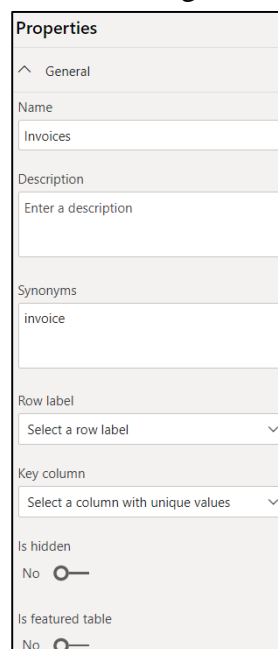 Properties
General
Name
Invoices
Description
Enter a description
Synonyms
invoice
Row label
Select a row label
Key column
Select a column with unique values
Is hidden
No
Is featured table
No